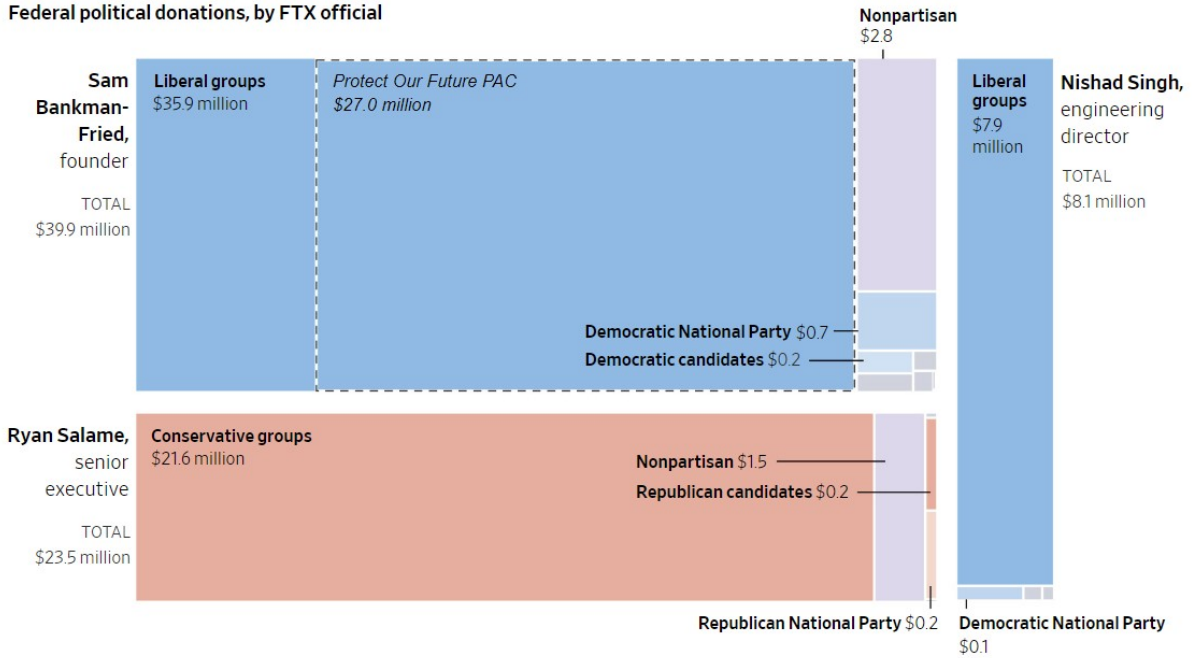 Federal political donations, by FTX official
Nonpartisan
$2.8
Sam
Bankman-
Fried,
founder
TOTAL
$39.9 million
Liberal groups
$35.9 million
Protect Our Future PAC
$27.0 million
Democratic National Party $0.7
Democratic candidates $0.2
Liberal
groups
$7.9
million
Nishad Singh,
engineering
director
TOTAL
$8.1 million
Ryan Salame,
senior
executive
TOTAL
$23.5 million
Conservative groups
$21.6 million
Nonpartisan $1.5
Republican candidates $0.2
Republican National Party $0.2
Democratic National Party
$0.1